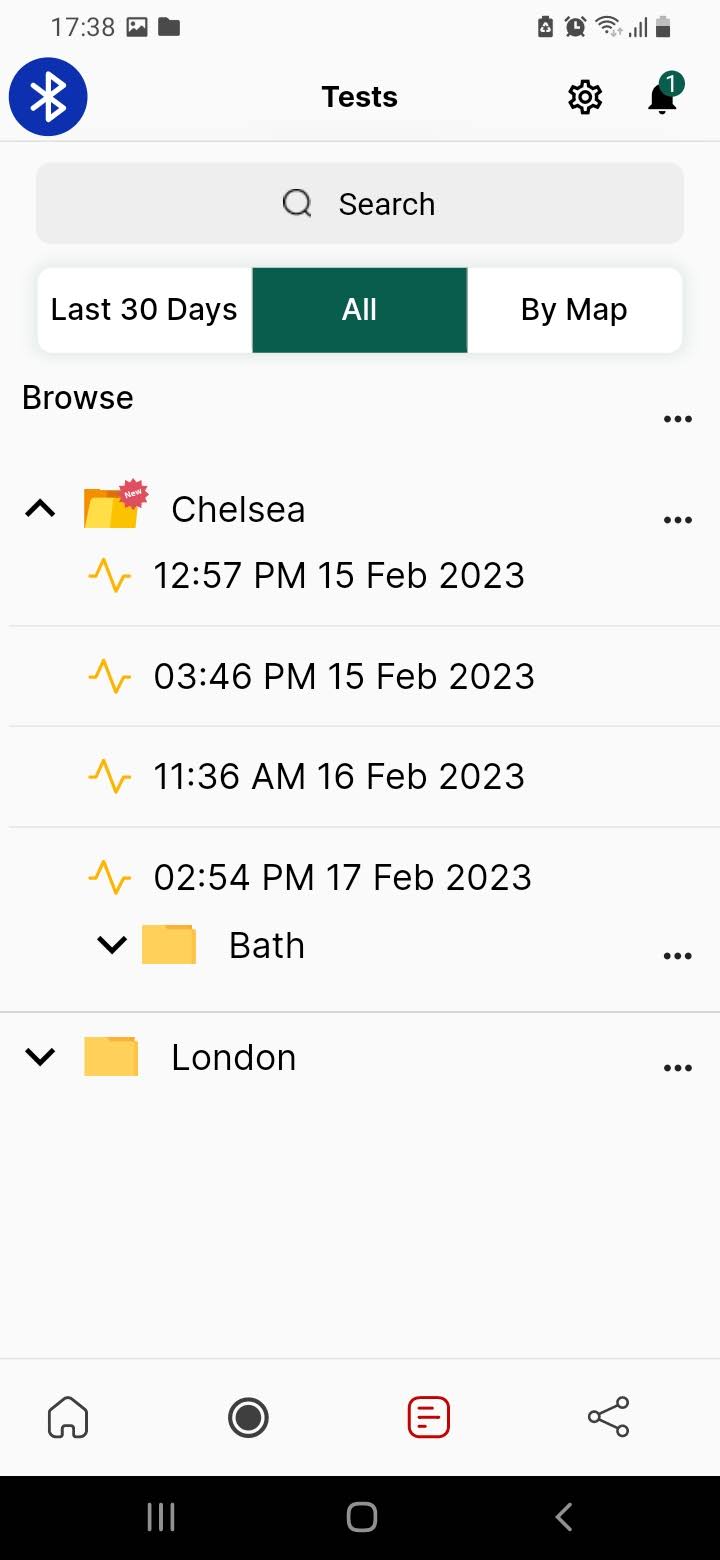 17:38
Tests
1
Search
Last 30 Days All By Map
Browse
New
Chelsea
12:57 PM 15 Feb 2023
03:46 PM 15 Feb 2023
11:36 AM 16 Feb 2023
02:54 PM 17 Feb 2023
Bath
London